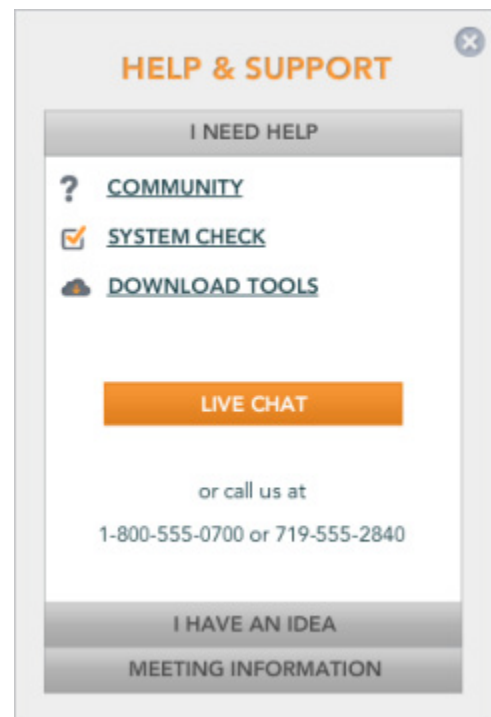 HELP & SUPPORT
I NEED HELP
? COMMUNITY
SYSTEM CHECK
DOWNLOAD TOOLS
LIVE CHAT
or call us at
1-800-555-0700 or 719-555-2840
I HAVE AN IDEA
MEETING INFORMATION